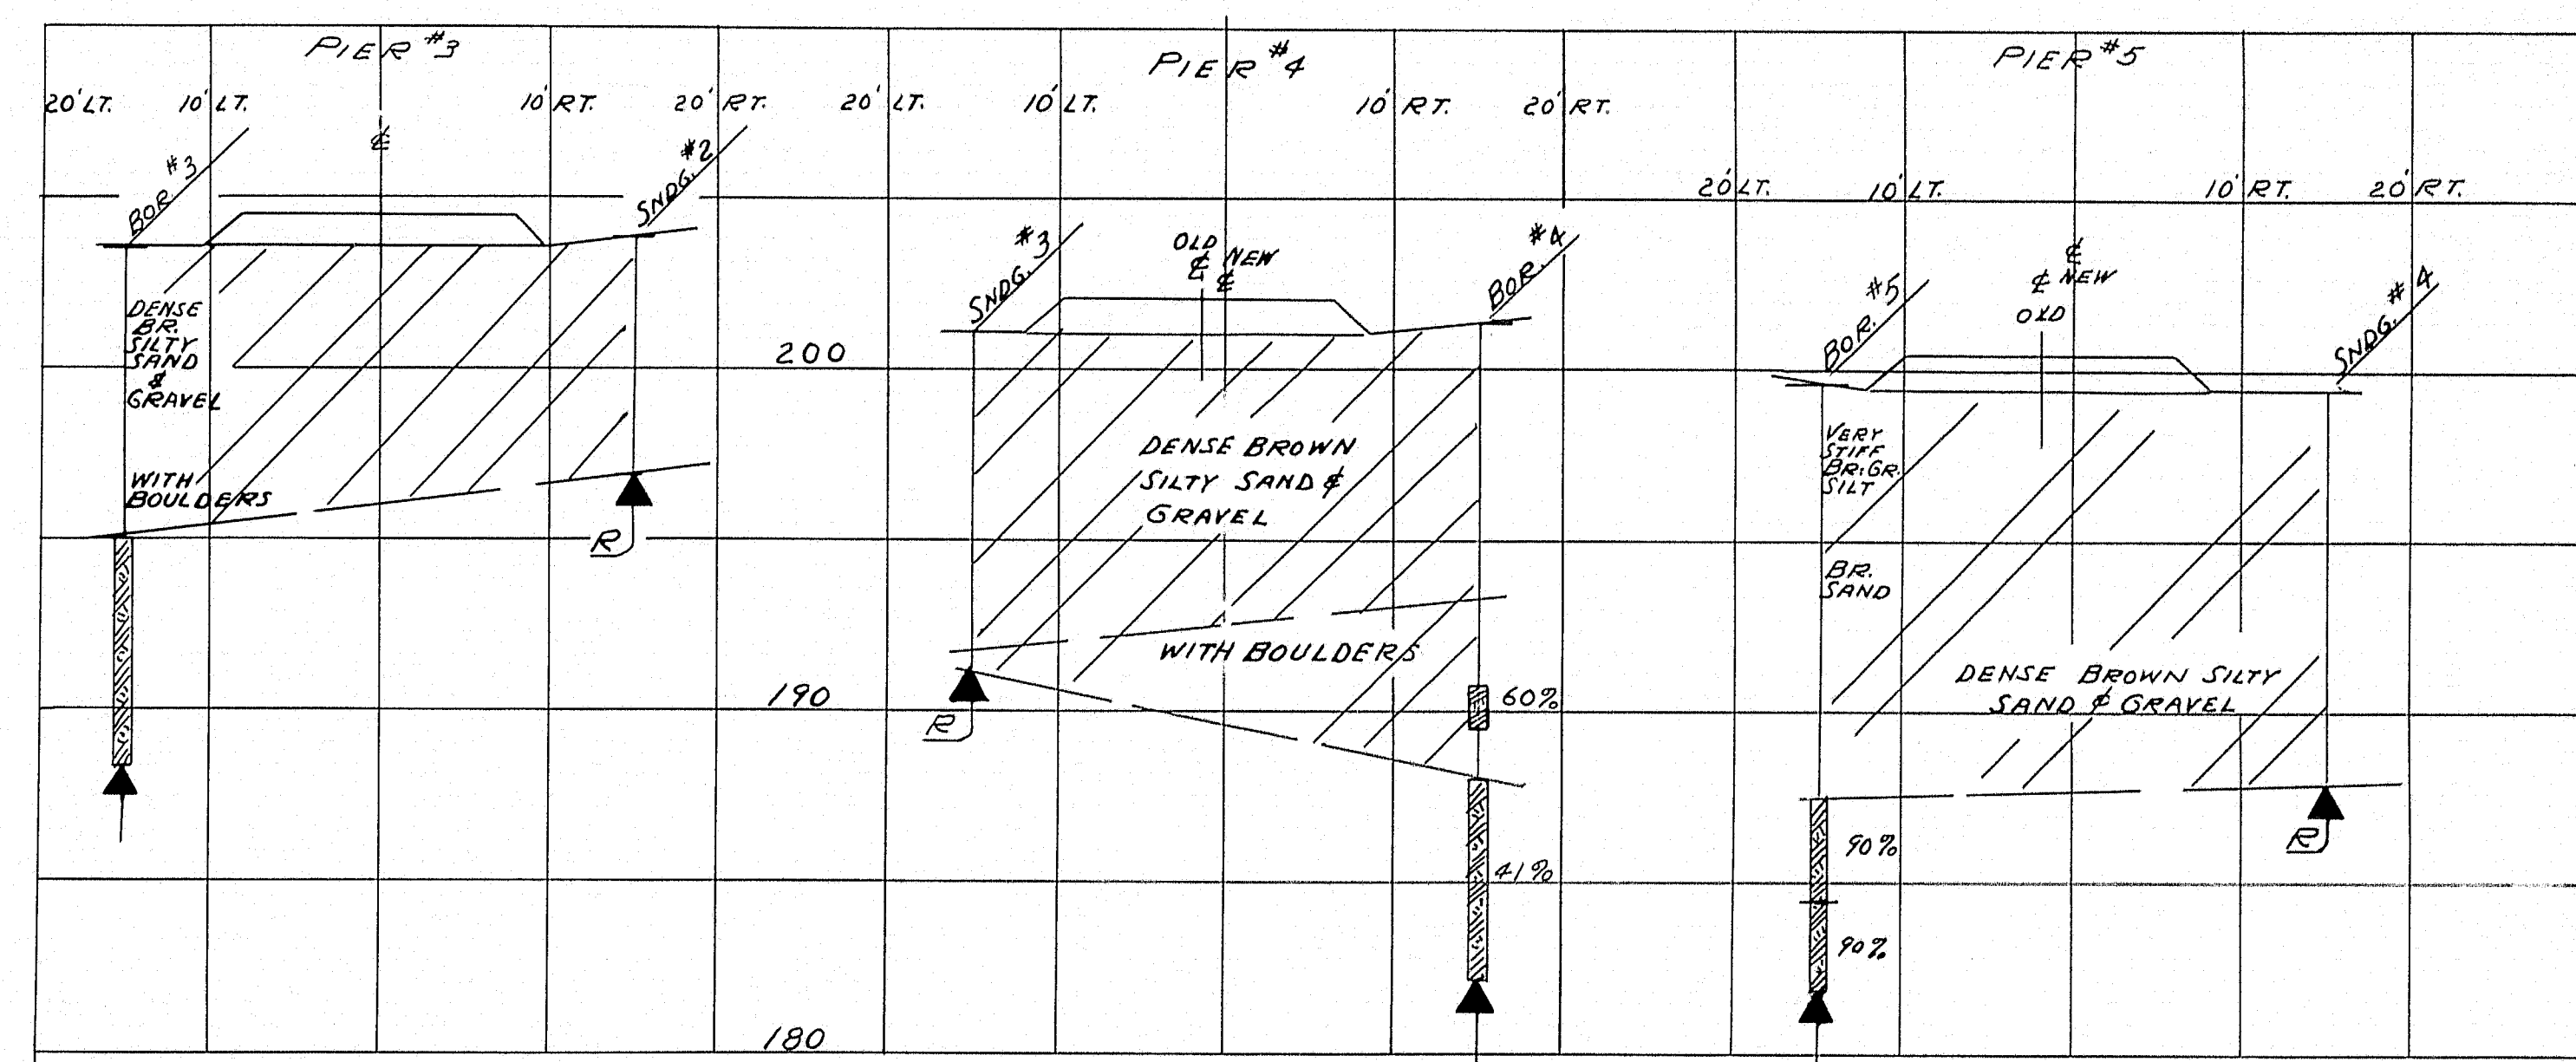 PIER #3
20' LT.
10' LT.
10' RT.
20' RT.
℄
BOR. #3
SNDG. #2
DENSE
BR.
SILTY
SAND
&
GRAVEL
WITH
BOULDERS
R
200
190
180
PIER #4
20' LT.
10' LT.
10' RT.
20' RT.
SNDG. #3
OLD
℄ NEW
℄
BOR. #4
DENSE BROWN
SILTY SAND &
GRAVEL
WITH BOULDERS
R
60%
41%
PIER #5
20' LT.
10' LT.
10' RT.
20' RT.
℄
℄ NEW
OLD
BOR. #5
SNDG. #4
VERY
STIFF
BR. GR.
SILT
BR.
SAND
DENSE BROWN SILTY
SAND & GRAVEL
90%
90%
R